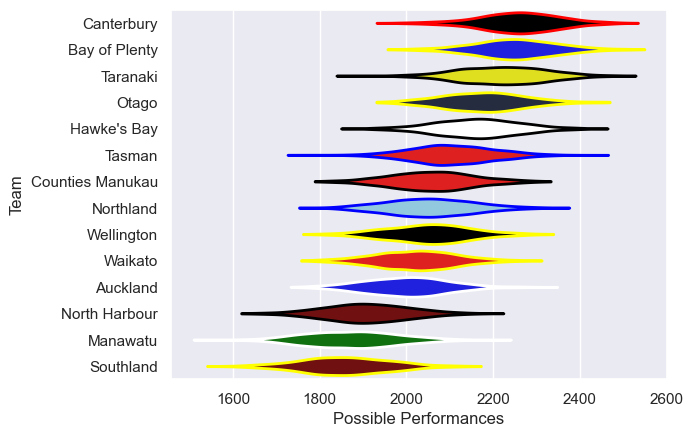 Canterbury
Bay of Plenty
Taranaki
Otago
Hawke's Bay
Tasman
Counties Manukau
Northland
Wellington
Waikato
Auckland
North Harbour
Manawatu
Southland
Team
1600 1800 2000 2200 2400 2600
Possible Performances